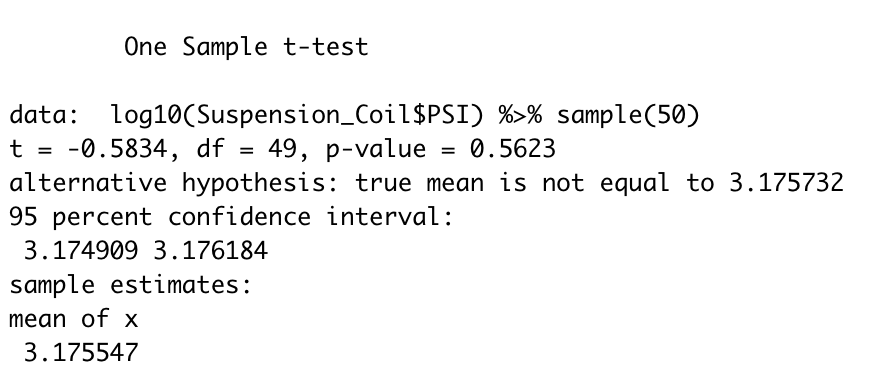 One Sample t-test
data:  log10(Suspension_Coil$PSI) %>% sample(50)
t = -0.5834, df = 49, p-value = 0.5623
alternative hypothesis: true mean is not equal to 3.175732
95 percent confidence interval:
 3.174909 3.176184
sample estimates:
mean of x
 3.175547